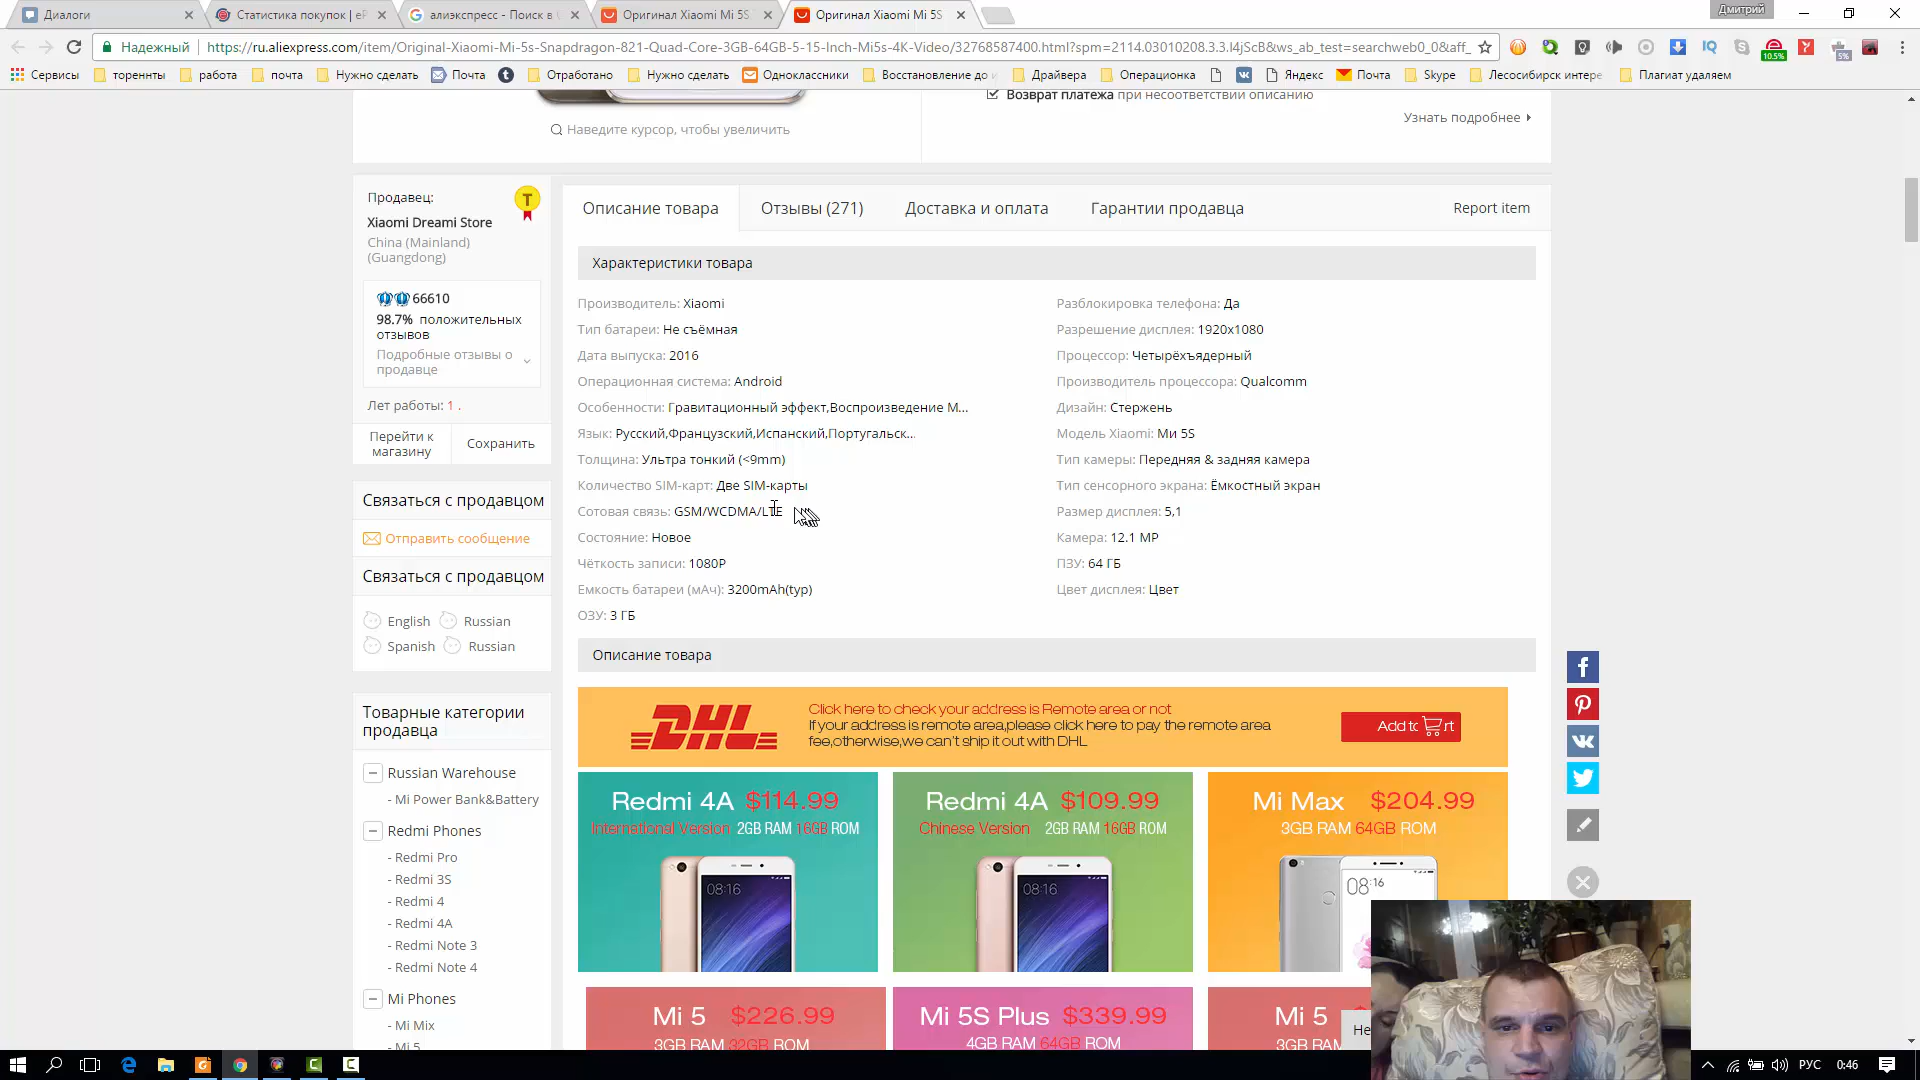 Диалоги
Статистика покупок | eP
алиэкспресс - Поиск в
Оригинал Xiaomi Mi 5S
Оригинал Xiaomi Mi 5S
Дмитрий
Надежный
https://ru.aliexpress.com/item/Original-Xiaomi-Mi-5s-Snapdragon-821-Quad-Core-3GB-64GB-5-15-Inch-Mi5s-4K-Video/32768587400.html?spm=2114.03010208.3.3.I4jScB&ws_ab_test=searchweb0_0&aff_
Сервисы
тореннты
работа
почта
Нужно сделать
Почта
Отработано
Нужно сделать
Одноклассники
Восстановление до и
Драйвера
Операционка
Яндекс
Почта
Skype
Лесосибирск интере
Плагиат удаляем
Возврат платежа при несоответствии описанию
Наведите курсор, чтобы увеличить
Узнать подробнее
Продавец:
Xiaomi Dreami Store
China (Mainland)
(Guangdong)
66610
98.7% положительных
отзывов
Подробные отзывы о
продавце
Лет работы: 1 .
Перейти к
магазину
Сохранить
Связаться с продавцом
Отправить сообщение
Связаться с продавцом
English
Russian
Spanish
Russian
Товарные категории
продавца
Russian Warehouse
- Mi Power Bank&Battery
Redmi Phones
- Redmi Pro
- Redmi 3S
- Redmi 4
- Redmi 4A
- Redmi Note 3
- Redmi Note 4
Mi Phones
- Mi Mix
- Mi 5
Описание товара
Отзывы (271)
Доставка и оплата
Гарантии продавца
Report item
Характеристики товара
Производитель: Xiaomi
Разблокировка телефона: Да
Тип батареи: Не съёмная
Разрешение дисплея: 1920x1080
Дата выпуска: 2016
Процессор: Четырёхъядерный
Операционная система: Android
Производитель процессора: Qualcomm
Особенности: Гравитационный эффект,Воспроизведение М...
Дизайн: Стержень
Язык: Русский,Французский,Испанский,Португальск...
Модель Xiaomi: Ми 5S
Толщина: Ультра тонкий (<9mm)
Тип камеры: Передняя & задняя камера
Количество SIM-карт: Две SIM-карты
Тип сенсорного экрана: Ёмкостный экран
Сотовая связь: GSM/WCDMA/LTE
Размер дисплея: 5,1
Состояние: Новое
Камера: 12.1 MP
Чёткость записи: 1080P
ПЗУ: 64 ГБ
Емкость батареи (мАч): 3200mAh(typ)
Цвет дисплея: Цвет
ОЗУ: 3 ГБ
Описание товара
DHL
Click here to check your address is Remote area or not
If your address is remote area,please click here to pay the remote area
fee,otherwise,we can't ship it out with DHL
Redmi 4A $114.99
International Version 2GB RAM 16GB ROM
08:16
Redmi 4A $109.99
Chinese Version 2GB RAM 16GB ROM
08:16
Mi Max $204.99
3GB RAM 64GB ROM
08:16
Mi 5 $226.99
3GB RAM 32GB ROM
Mi 5S Plus $339.99
4GB RAM 64GB ROM
Mi 5
3GB RAM
10.5%
5%
РУС
0:46